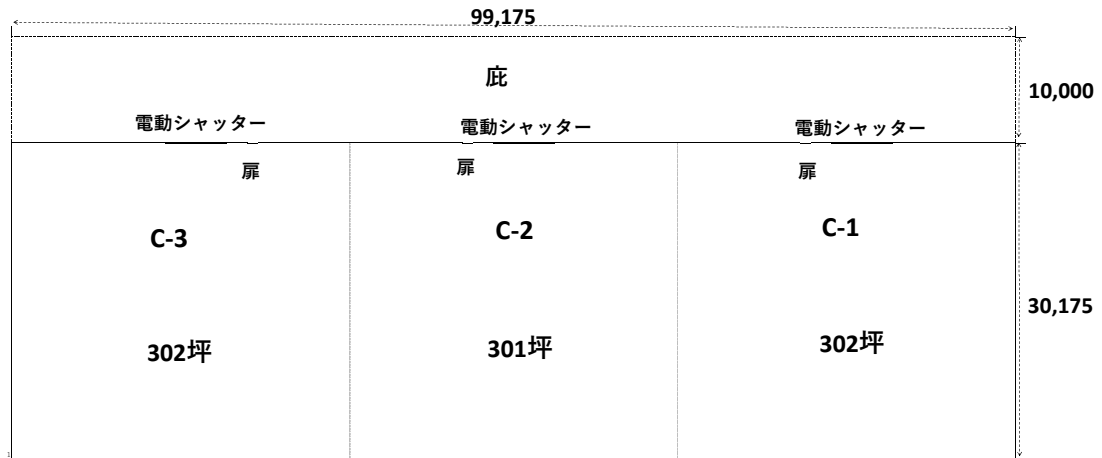 99,175
庇
10,000
電動シャッター
電動シャッター
電動シャッター
扉
扉
扉
C-3
C-2
C-1
30,175
302坪
301坪
302坪